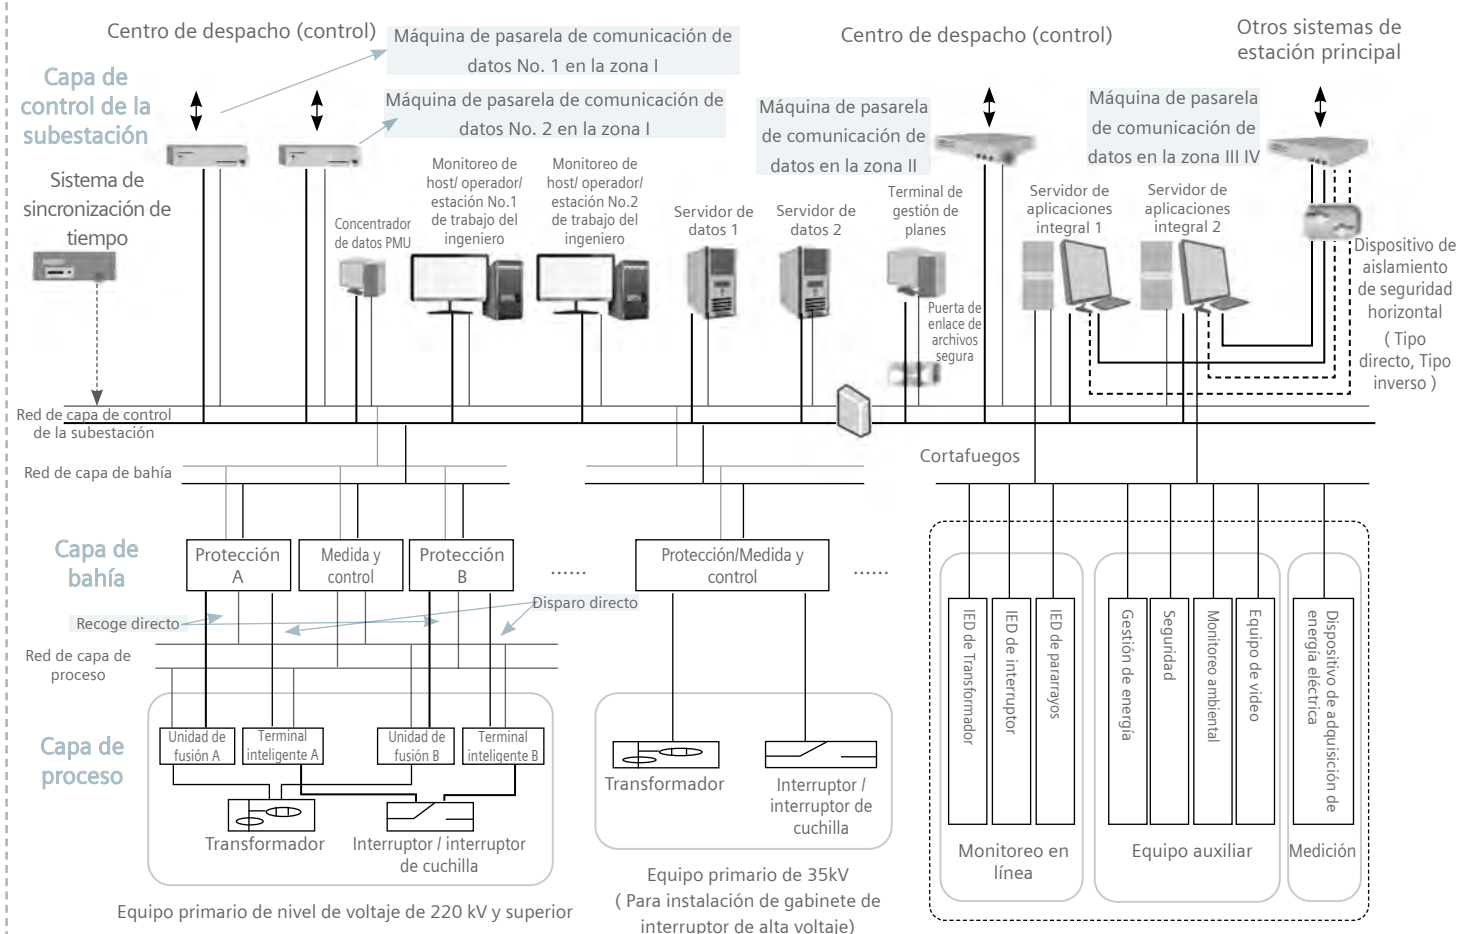 Centro de despacho (control)
Máquina de pasarela de comunicación de
datos No. 1 en la zona I
Centro de despacho (control)
Otros sistemas de
estación principal
Capa de
control de la
subestación
Máquina de pasarela de comunicación de
datos No. 2 en la zona I
Máquina de pasarela
de comunicación de
datos en la zona II
Máquina de pasarela
de comunicación de
datos en la zona III IV
Sistema de
sincronización de
tiempo
Concentrador
de datos PMU
Monitoreo de
host/ operador/
estación No.1
de trabajo del
ingeniero
Monitoreo de
host/ operador/
estación No.2
de trabajo del
ingeniero
Servidor de
datos 1
Servidor de
datos 2
Terminal de
gestión de
planes
Servidor de
aplicaciones
integral 1
Servidor de
aplicaciones
integral 2
Dispositivo de
aislamiento
de seguridad
horizontal
( Tipo
directo, Tipo
inverso )
Puerta de
enlace de
archivos
segura
Red de capa de control
de la subestación
Cortafuegos
Red de capa de bahía
Capa de
bahía
Protección
A
Medida y
control
Protección
B
......
Protección/Medida y
control
......
Recoge directo
Disparo directo
Red de capa de
proceso
Capa de
proceso
Unidad de
fusión A
Terminal
inteligente A
Unidad de
fusión B
Terminal
inteligente B
Transformador
Interruptor / interruptor
de cuchilla
Equipo primario de nivel de voltaje de 220 kV y superior
Transformador
Interruptor /
interruptor de
cuchilla
Equipo primario de 35kV
( Para instalación de gabinete de
interruptor de alta voltaje)
IED de Transformador
IED de interruptor
IED de pararrayos
Monitoreo en
línea
Gestión de energía
Seguridad
Monitoreo ambiental
Equipo de video
Equipo auxiliar
Dispositivo de adquisición de
energía eléctrica
Medición